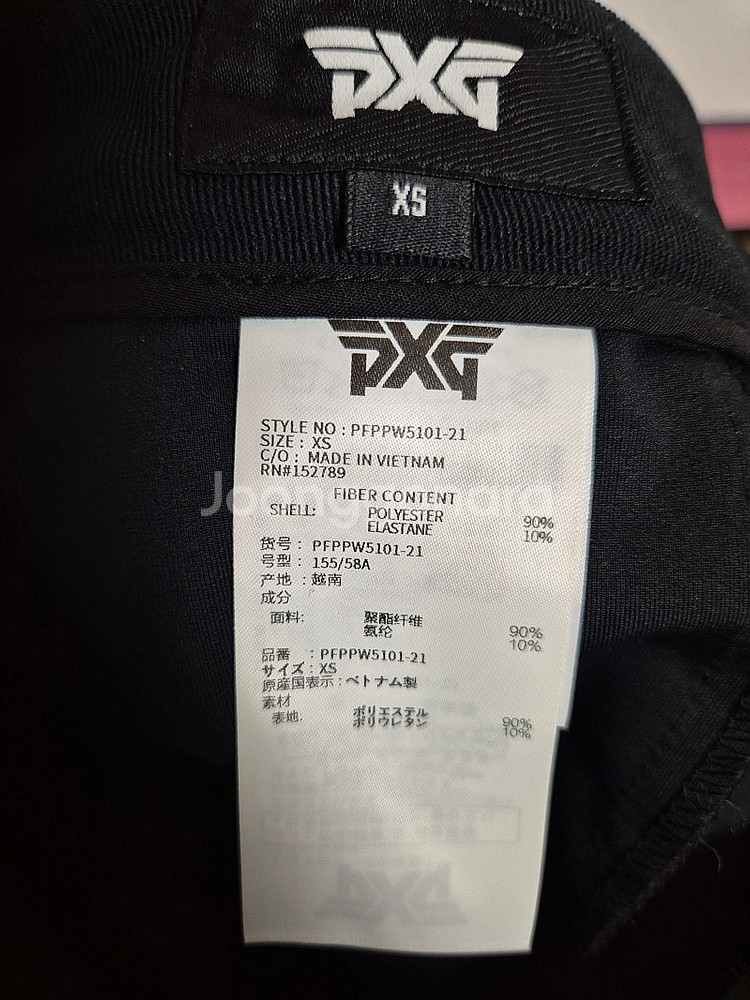 PXG
XS
PXG
STYLE NO : PFPPW5101-21
SIZE : XS
C/O : MADE IN VIETNAM
RN#152789
Joongna
FIBER CONTENT
SHELL: POLYESTER 90%
ELASTANE 10%
货号 : PFPPW5101-21
号型 : 155/58A
产地 : 越南
成分
面料: 聚酯纤维 90%
氨纶 10%
品番 : PFPPW5101-21
サイズ : XS
原産国表示 : ベトナム製
素材
表地: ポリエステル 90%
ポリウレタン 10%